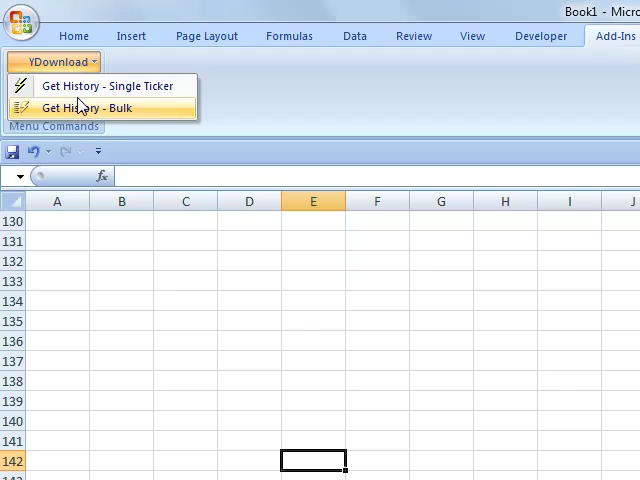 Book1 - Micro
Home Insert Page Layout Formulas Data Review View Developer Add-Ins
YDownload
Get History - Single Ticker
Get History - Bulk
Menu Commands
fx
A B C D E F G H I J
130
131
132
133
134
135
136
137
138
139
140
141
142